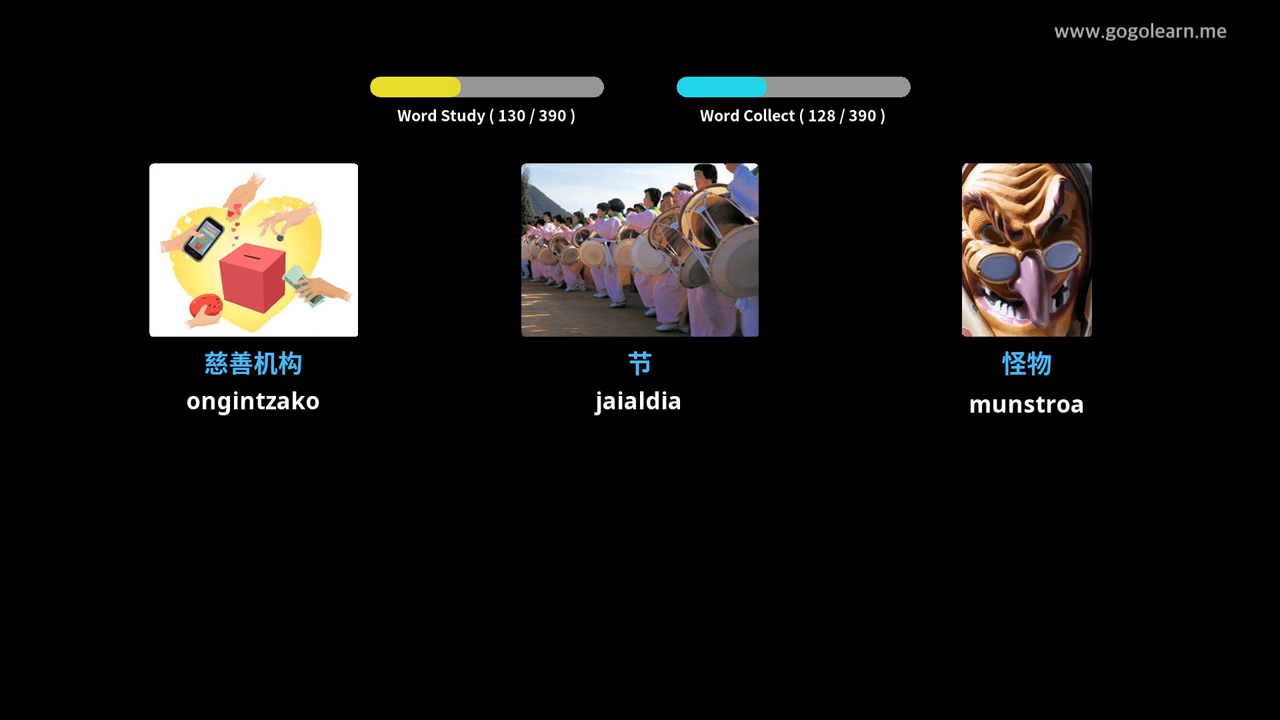 www.gogolearn.me
Word Study ( 130 / 390 )
Word Collect ( 128 / 390 )
慈善机构
ongintzako
节
jaialdia
怪物
munstroa